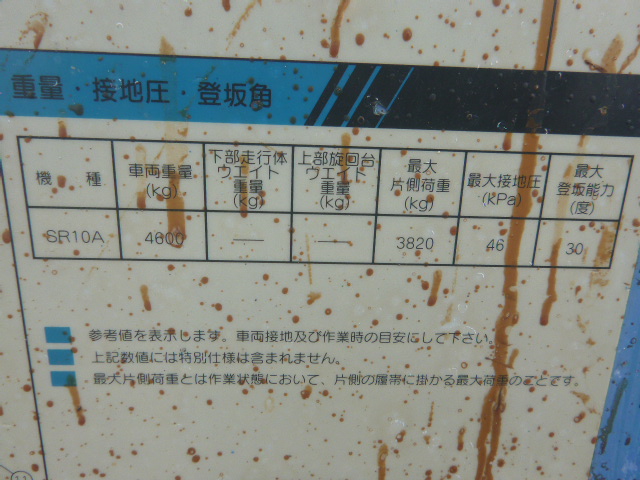 重量・接地圧・登坂角
機種 車両重量(kg) 下部走行体ウエイト重量(kg) 上部旋回台ウエイト重量(kg) 最大片側荷重(kg) 最大接地圧(kPa) 最大登坂能力(度)
SR10A 4600 — — 3820 46 30
参考値を表示します。車両接地及び作業時の目安にして下さい。
上記数値には特別仕様は含まれません。
最大片側荷重とは作業状態において、片側の履帯に掛かる最大荷重のことです
11